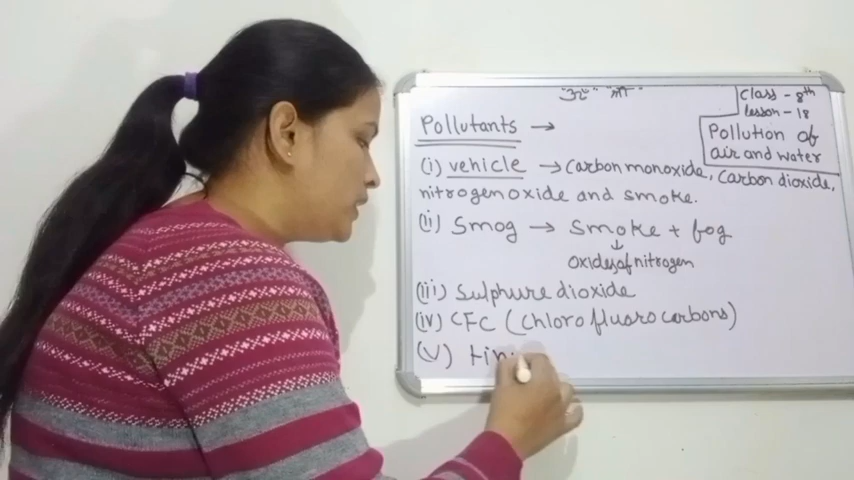 "ॐ" "माँ"
Class - 8th
lesson - 18
Pollution of
air and water
Pollutants →
(i) vehicle → Carbon monoxide, Carbon dioxide,
nitrogen oxide and smoke.
(ii) Smog → Smoke + fog
↓
Oxides of nitrogen
(iii) Sulphure dioxide
(iv) CFC (Chloro fluoro carbons)
(v)